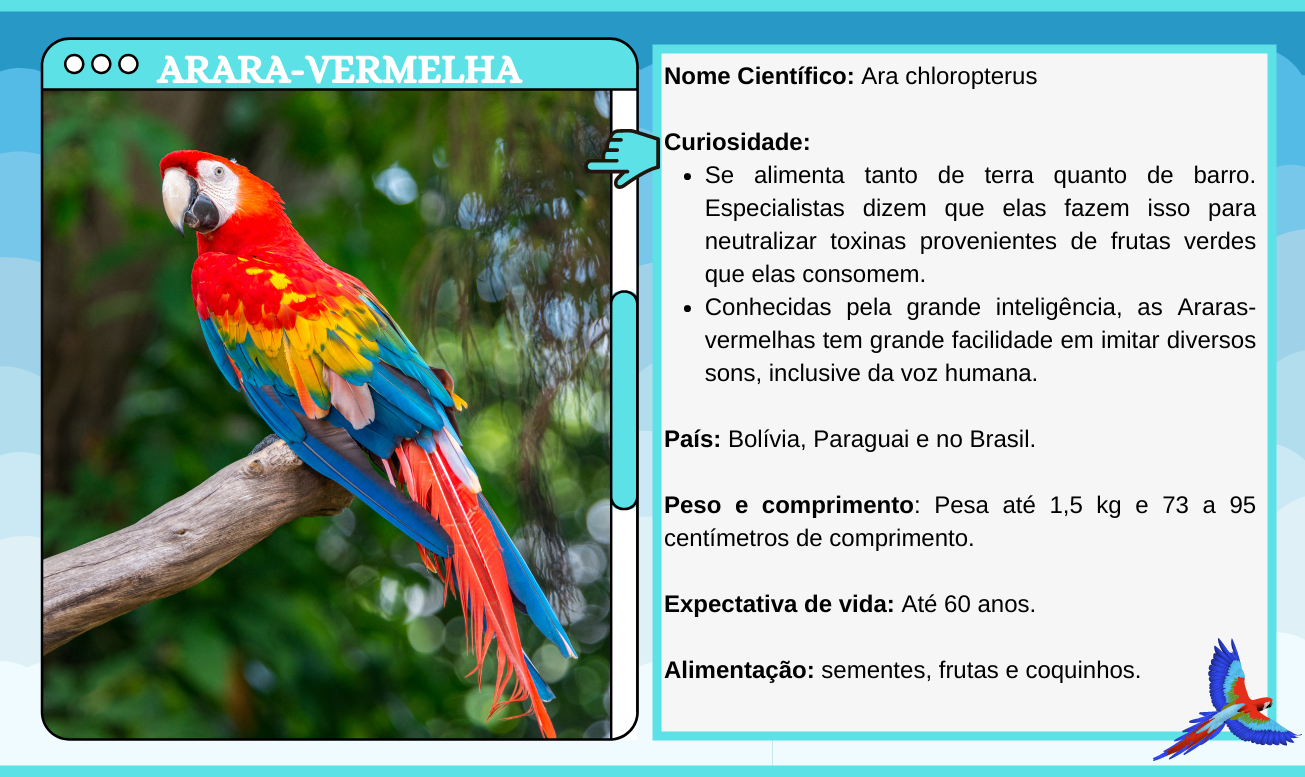 ARARA-VERMELHA
Nome Científico: Ara chloropterus
Curiosidade:
• Se alimenta tanto de terra quanto de barro.
Especialistas dizem que elas fazem isso para
neutralizar toxinas provenientes de frutas verdes
que elas consomem.
• Conhecidas pela grande inteligência, as Araras-
vermelhas tem grande facilidade em imitar diversos
sons, inclusive da voz humana.
País: Bolívia, Paraguai e no Brasil.
Peso e comprimento: Pesa até 1,5 kg e 73 a 95
centímetros de comprimento.
Expectativa de vida: Até 60 anos.
Alimentação: sementes, frutas e coquinhos.